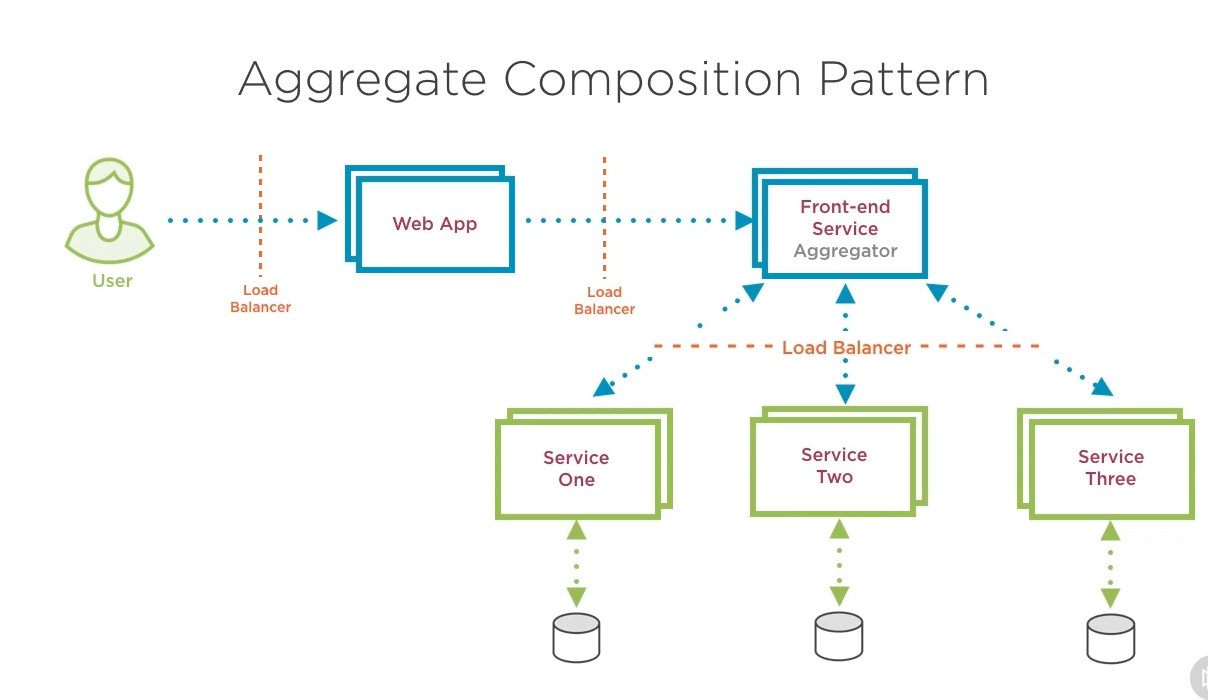 Aggregate Composition Pattern
User
Load
Balancer
Web App
Load
Balancer
Front-end
Service
Aggregator
Load Balancer
Service
One
Service
Two
Service
Three